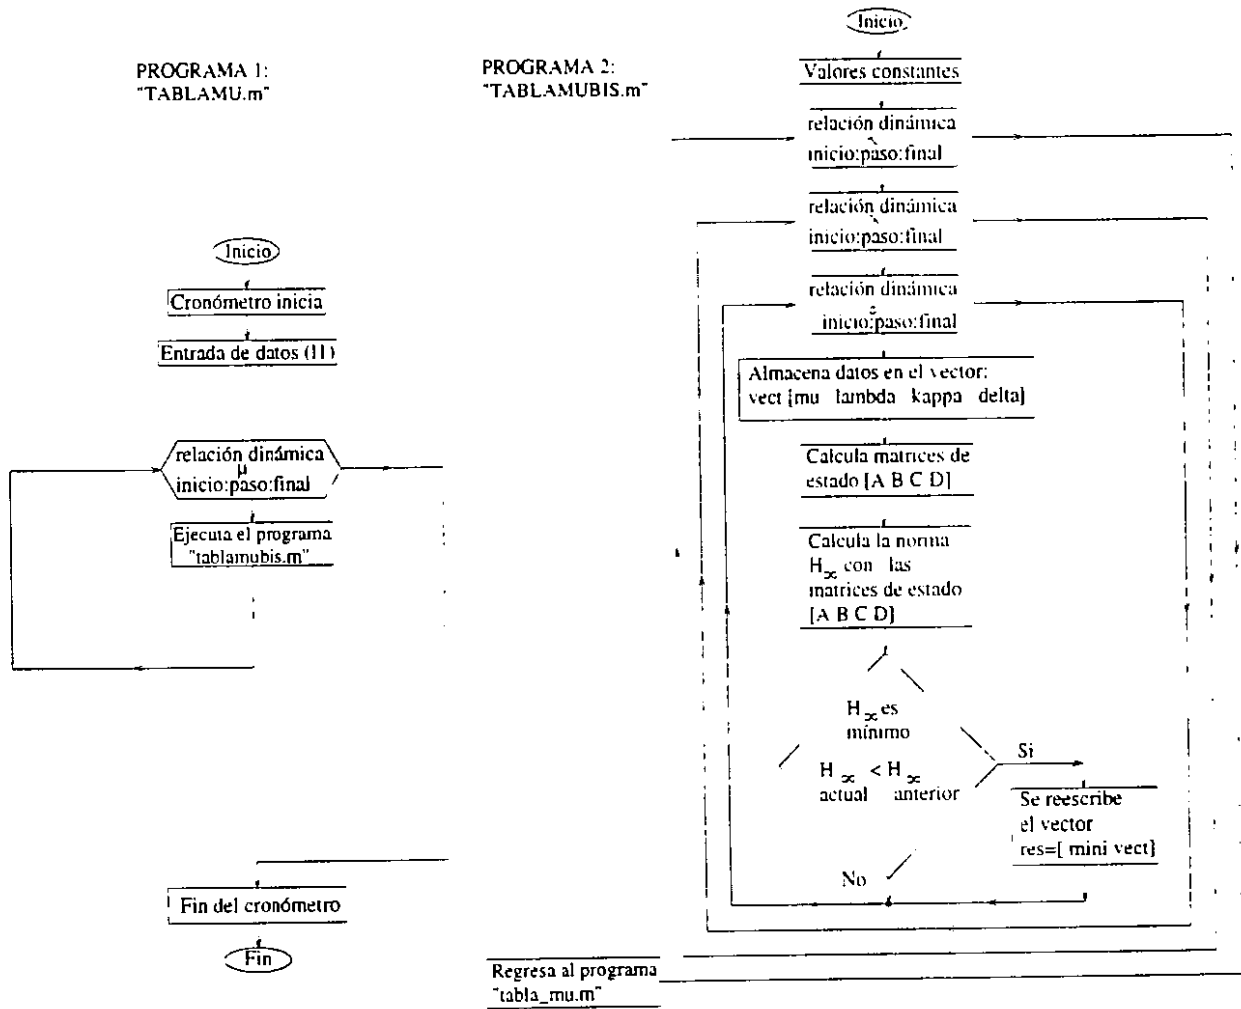 PROGRAMA 1:
"TABLAMU.m"
Inicio
Cronómetro inicia
Entrada de datos (11)
relación dinámica
μ
inicio:paso:final
Ejecuta el programa
"tablamubis.m"
Fin del cronómetro
Fin
PROGRAMA 2:
"TABLAMUBIS.m"
Inicio
Valores constantes
relación dinámica
inicio:paso:final
relación dinámica
inicio:paso:final
relación dinámica
inicio:paso:final
Almacena datos en el vector:
vect [mu lambda kappa delta]
Calcula matrices de
estado [A B C D]
Calcula la norma
H∞ con las
matrices de estado
[A B C D]
H∞ es
mínimo
H∞ < H∞
actual anterior
Si
Se reescribe
el vector
res=[ mini vect]
No
Regresa al programa
"tabla_mu.m"